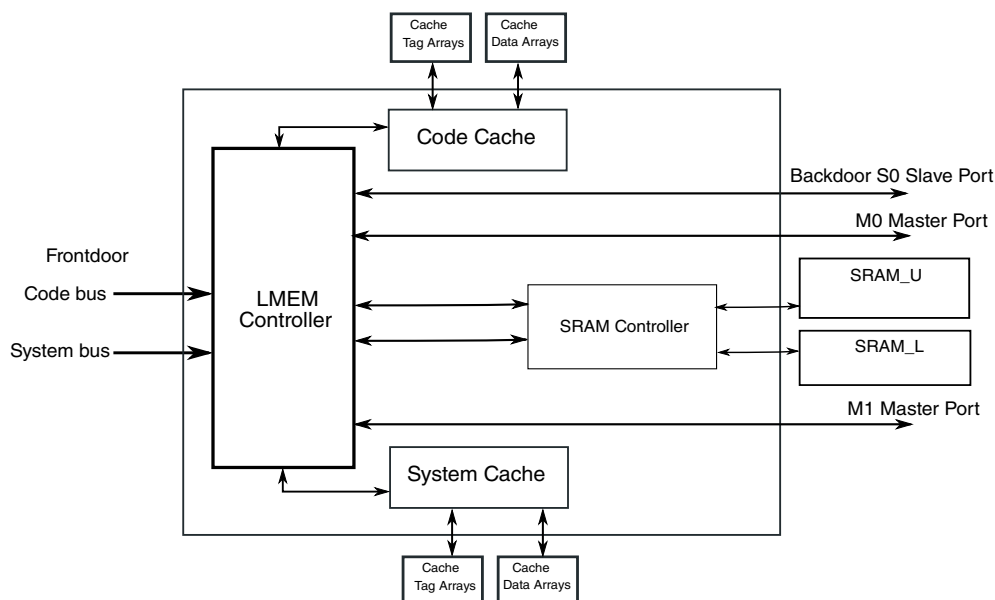 Cache
Tag Arrays
Cache
Data Arrays
Code Cache
Backdoor S0 Slave Port
M0 Master Port
Frontdoor
Code bus
System bus
LMEM
Controller
SRAM Controller
SRAM_U
SRAM_L
M1 Master Port
System Cache
Cache
Tag Arrays
Cache
Data Arrays